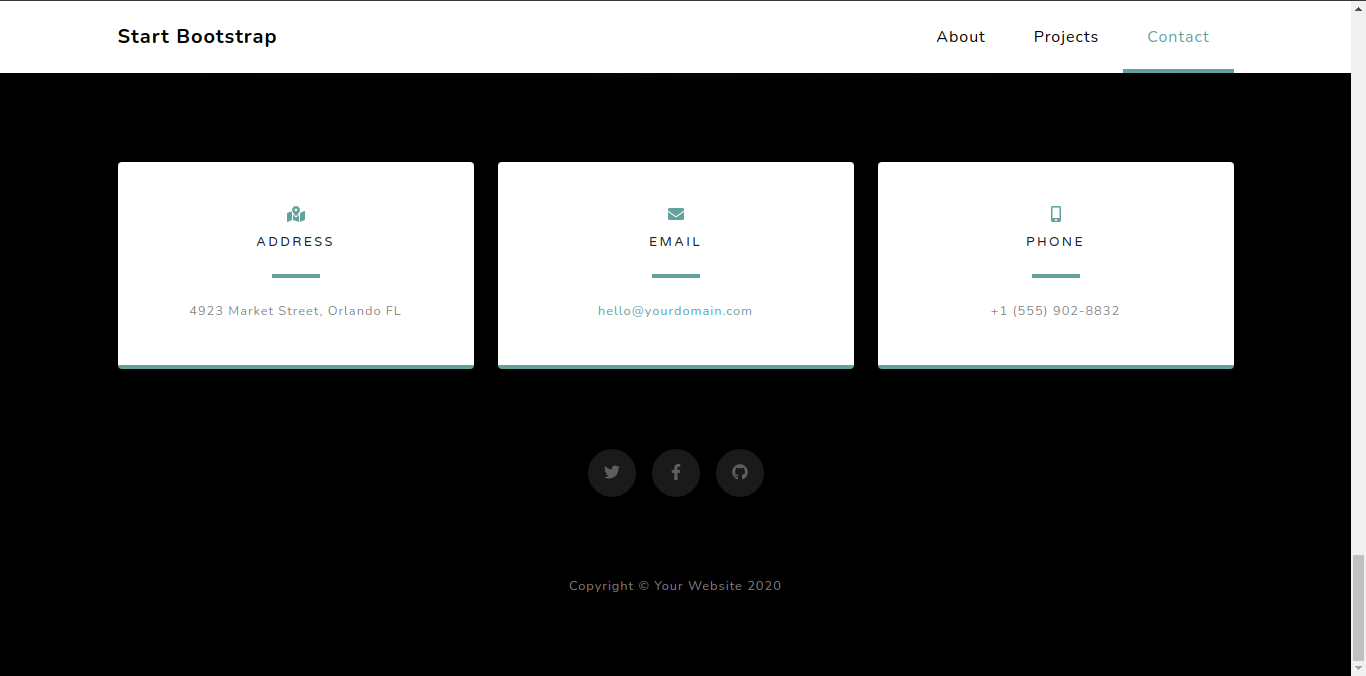 Start Bootstrap
About Projects Contact
ADDRESS
4923 Market Street, Orlando FL
EMAIL
hello@yourdomain.com
PHONE
+1 (555) 902-8832
Copyright © Your Website 2020